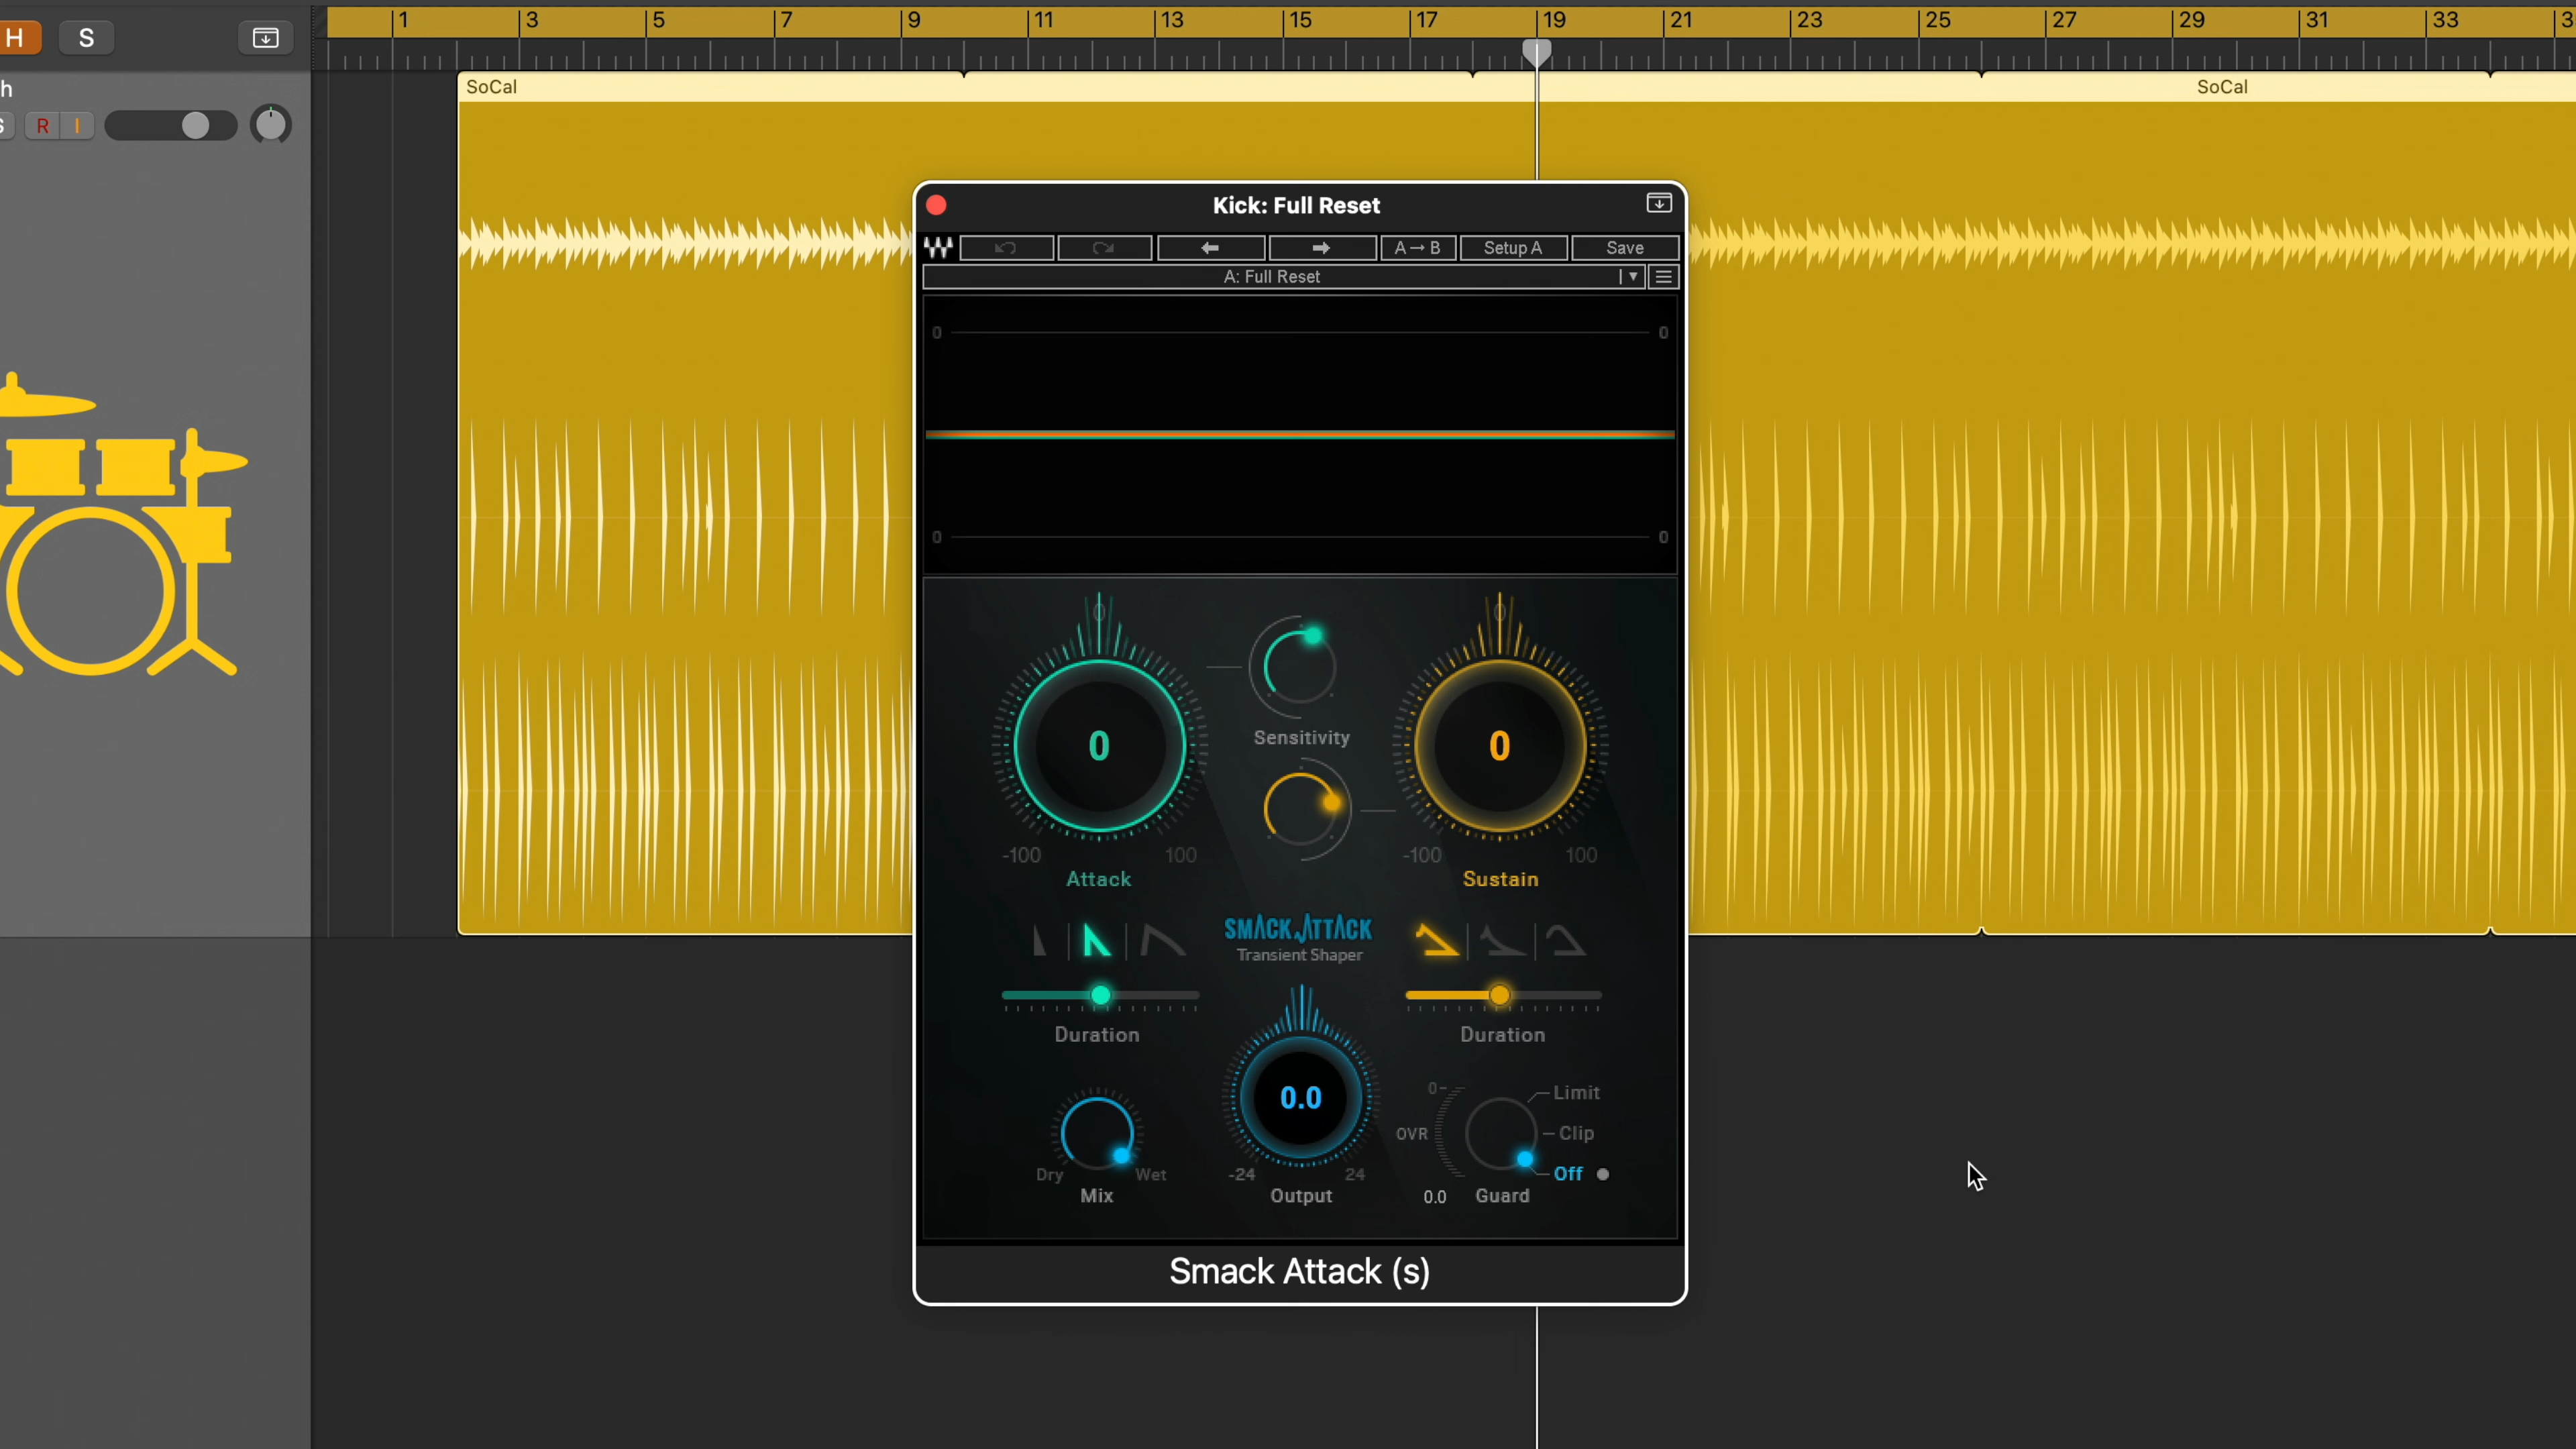 H S
1 3 5 7 9 11 13 15 17 19 21 23 25 27 29 31 33
h
SoCal SoCal
R I
Kick: Full Reset
A→B Setup A Save
A: Full Reset
0 0
0 0
0 0
0 0
Sensitivity
-100 100 -100 100
Attack Sustain
SMACK ATTACK
Transient Shaper
Duration Duration
0.0
0 Limit
OVR Clip
Dry Wet -24 24 Off
Mix Output 0.0 Guard
Smack Attack (s)